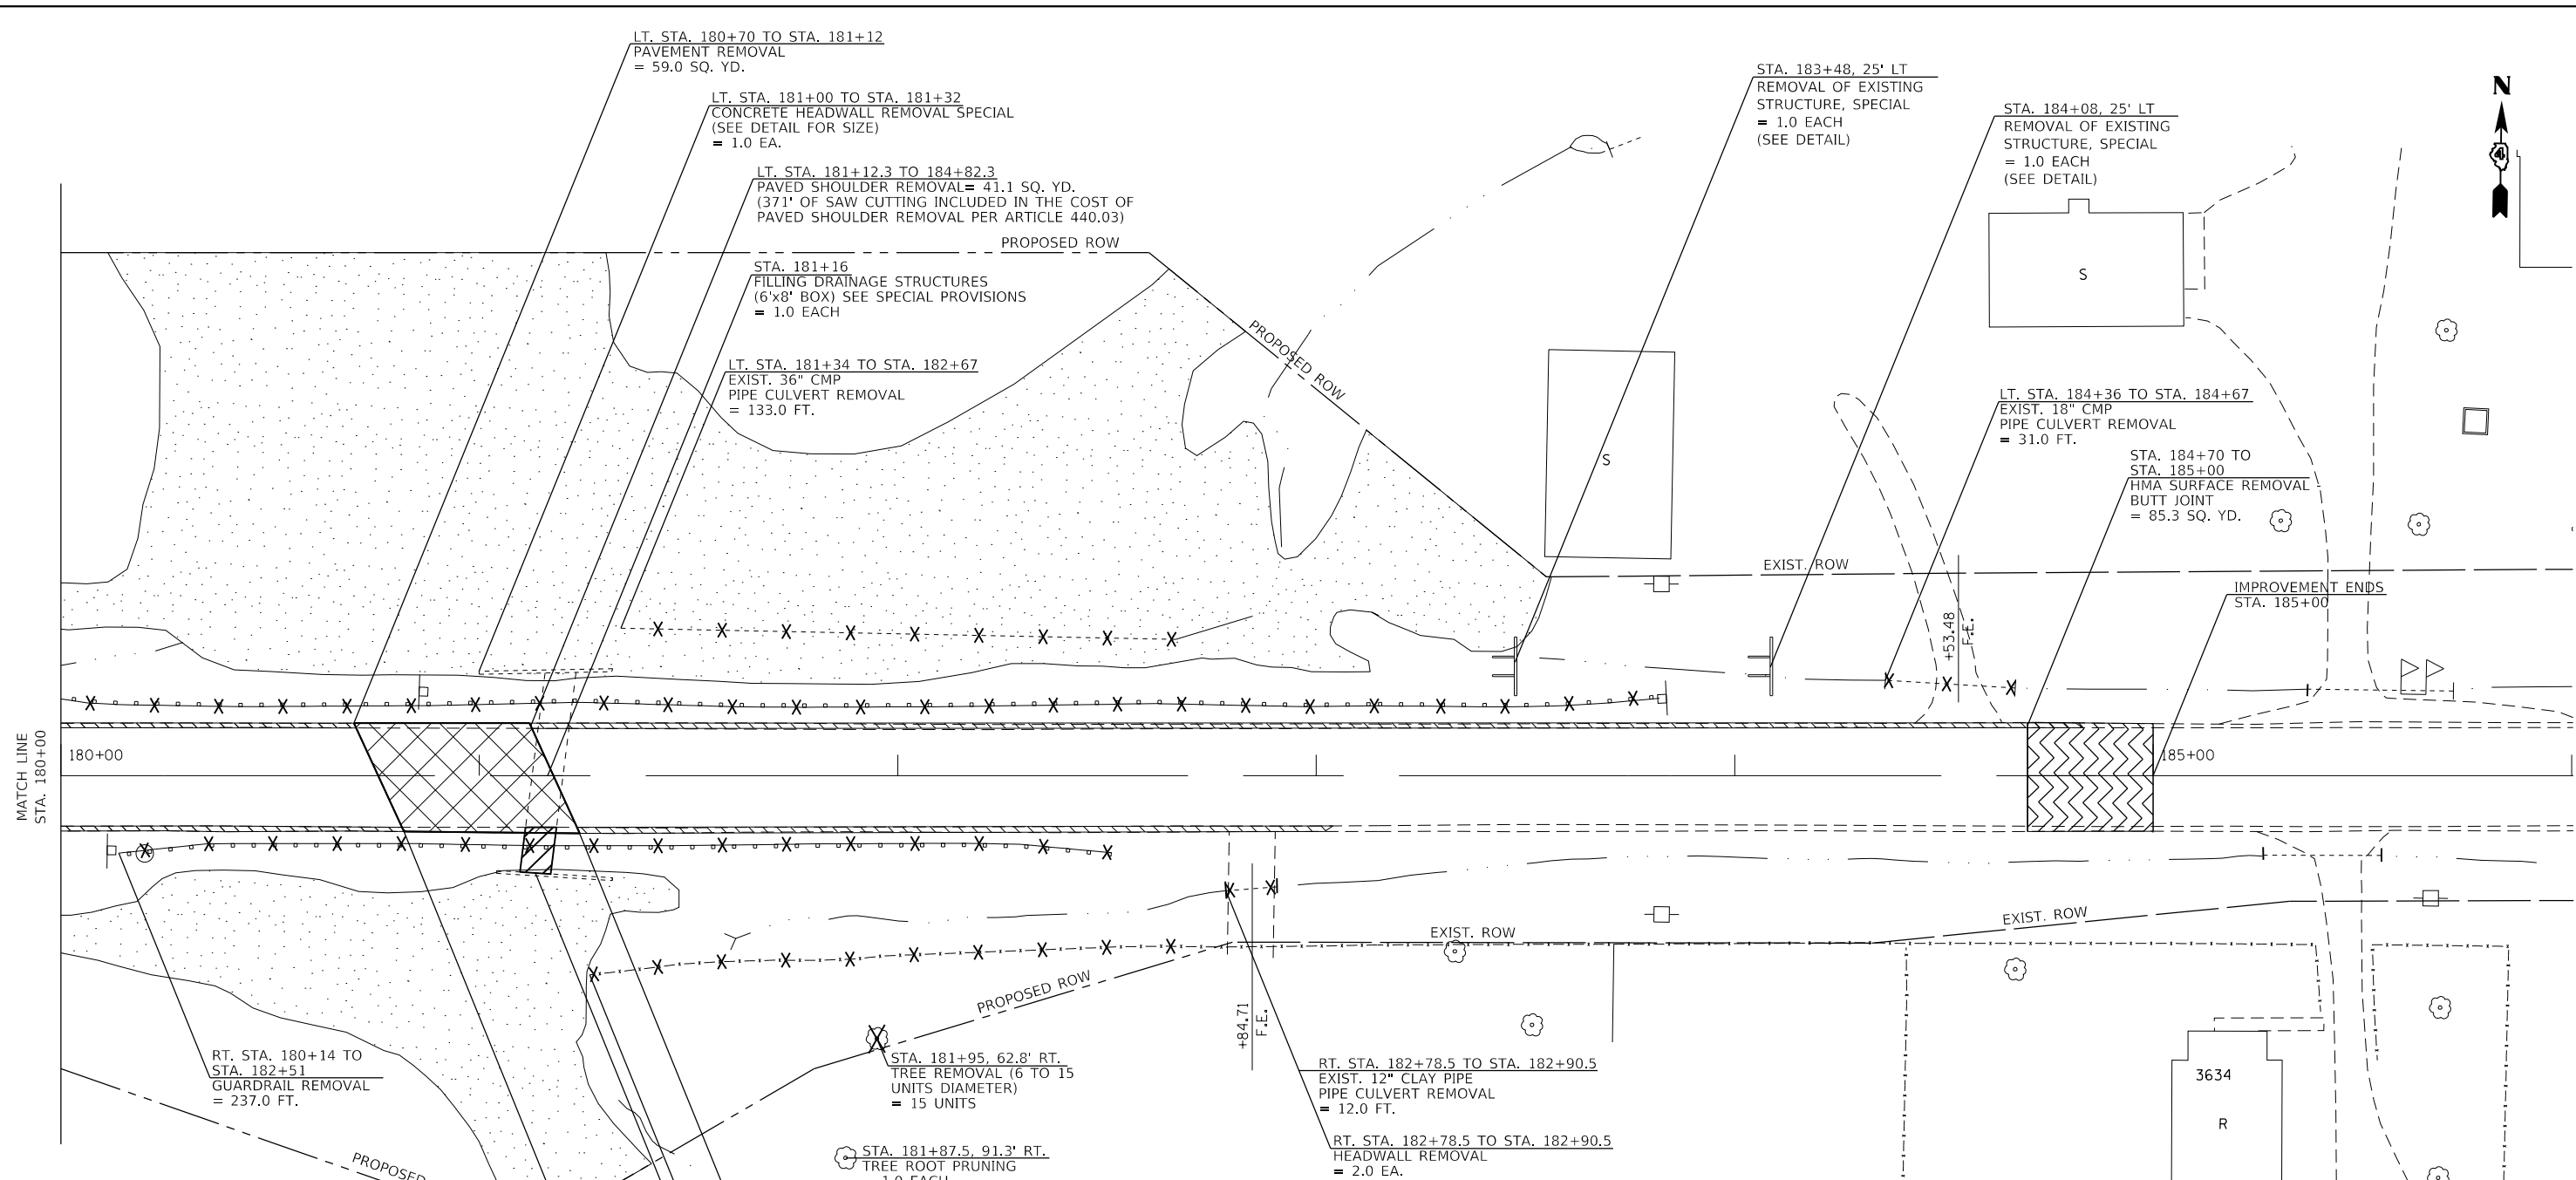 LT. STA. 180+70 TO STA. 181+12
PAVEMENT REMOVAL
= 59.0 SQ. YD.
LT. STA. 181+00 TO STA. 181+32
CONCRETE HEADWALL REMOVAL SPECIAL
(SEE DETAIL FOR SIZE)
= 1.0 EA.
LT. STA. 181+12.3 TO 184+82.3
PAVED SHOULDER REMOVAL= 41.1 SQ. YD.
(371' OF SAW CUTTING INCLUDED IN THE COST OF
PAVED SHOULDER REMOVAL PER ARTICLE 440.03)
PROPOSED ROW
STA. 181+16
FILLING DRAINAGE STRUCTURES
(6'x8' BOX) SEE SPECIAL PROVISIONS
= 1.0 EACH
LT. STA. 181+34 TO STA. 182+67
EXIST. 36" CMP
PIPE CULVERT REMOVAL
= 133.0 FT.
PROPOSED ROW
STA. 183+48, 25' LT
REMOVAL OF EXISTING
STRUCTURE, SPECIAL
= 1.0 EACH
(SEE DETAIL)
STA. 184+08, 25' LT
REMOVAL OF EXISTING
STRUCTURE, SPECIAL
= 1.0 EACH
(SEE DETAIL)
N
4
S
S
LT. STA. 184+36 TO STA. 184+67
EXIST. 18" CMP
PIPE CULVERT REMOVAL
= 31.0 FT.
STA. 184+70 TO
STA. 185+00
HMA SURFACE REMOVAL
BUTT JOINT
= 85.3 SQ. YD.
EXIST. ROW
IMPROVEMENT ENDS
STA. 185+00
+53.48
F.E.
MATCH LINE
STA. 180+00
180+00
185+00
EXIST. ROW
EXIST. ROW
PROPOSED ROW
+84.71
F.E.
RT. STA. 180+14 TO
STA. 182+51
GUARDRAIL REMOVAL
= 237.0 FT.
STA. 181+95, 62.8' RT.
TREE REMOVAL (6 TO 15
UNITS DIAMETER)
= 15 UNITS
RT. STA. 182+78.5 TO STA. 182+90.5
EXIST. 12" CLAY PIPE
PIPE CULVERT REMOVAL
= 12.0 FT.
RT. STA. 182+78.5 TO STA. 182+90.5
HEADWALL REMOVAL
= 2.0 EA.
STA. 181+87.5, 91.3' RT.
TREE ROOT PRUNING
1.0 EACH
PROPOSED
3634
R